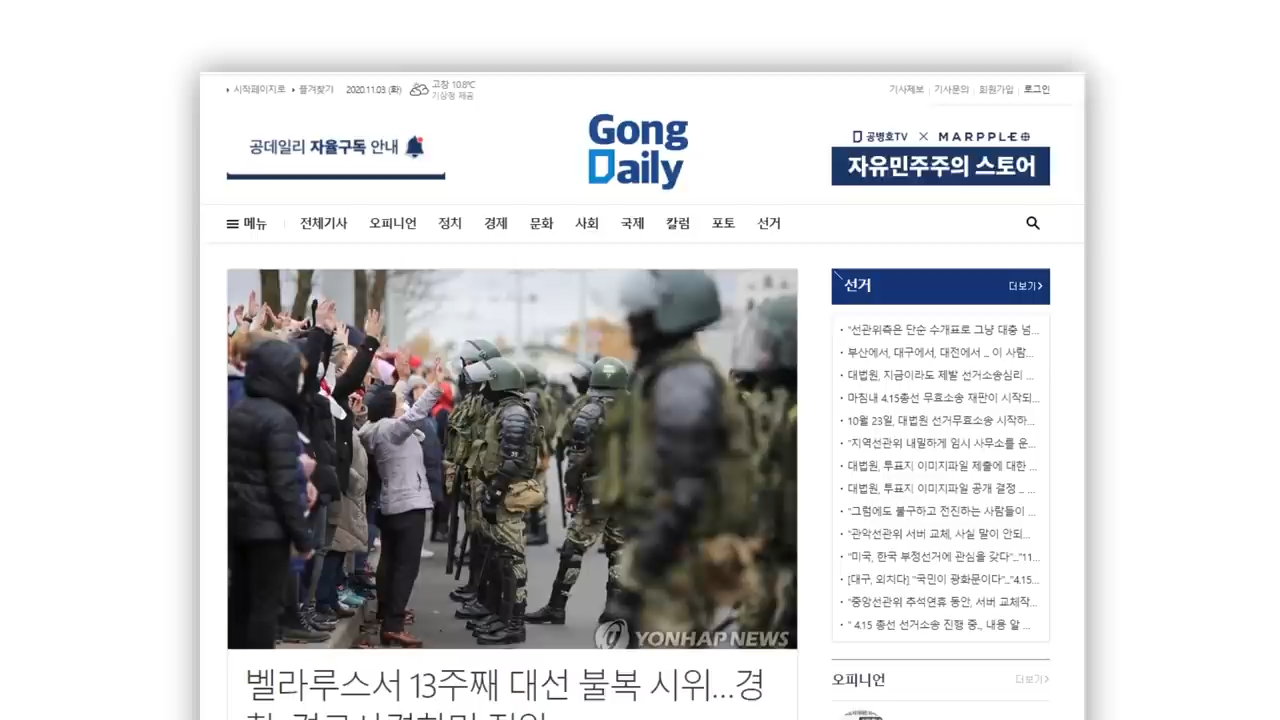 시작페이지로 즐겨찾기 2020.11.03. (화) 고창 10.8℃
기상청 제공
기사제보 기사문의 회원가입 로그인
공데일리 자율구독 안내
Gong
Daily
공병호TV × MARPPLE
자유민주주의 스토어
메뉴 전체기사 오피니언 정치 경제 문화 사회 국제 칼럼 포토 선거
YONHAP NEWS
벨라루스서 13주째 대선 불복 시위...경
선거 더보기
· "선관위측은 단순 수개표로 그냥 대충 넘...
· 부산에서, 대구에서, 대전에서 ... 이 사람...
· 대법원, 지금이라도 제발 선거소송심리 ...
· 마침내 4.15총선 무효소송 재판이 시작되...
· 10월 23일, 대법원 선거무효소송 시작하...
· "지역선관위 내밀하게 임시 사무소를 운...
· 대법원, 투표지 이미지파일 제출에 대한 ...
· 대법원, 투표지 이미지파일 공개 결정 ... ...
· "그럼에도 불구하고 전진하는 사람들이 ...
· "관악선관위 서버 교체, 사실 말이 안되...
· "미국, 한국 부정선거에 관심을 갖다"..."11...
· [대구, 외치다] "국민이 광화문이다"..."4.15...
· "중앙선관위 추석연휴 동안, 서버 교체작...
· " 4.15 총선 선거소송 진행 중., 내용 알 ...
오피니언 더보기